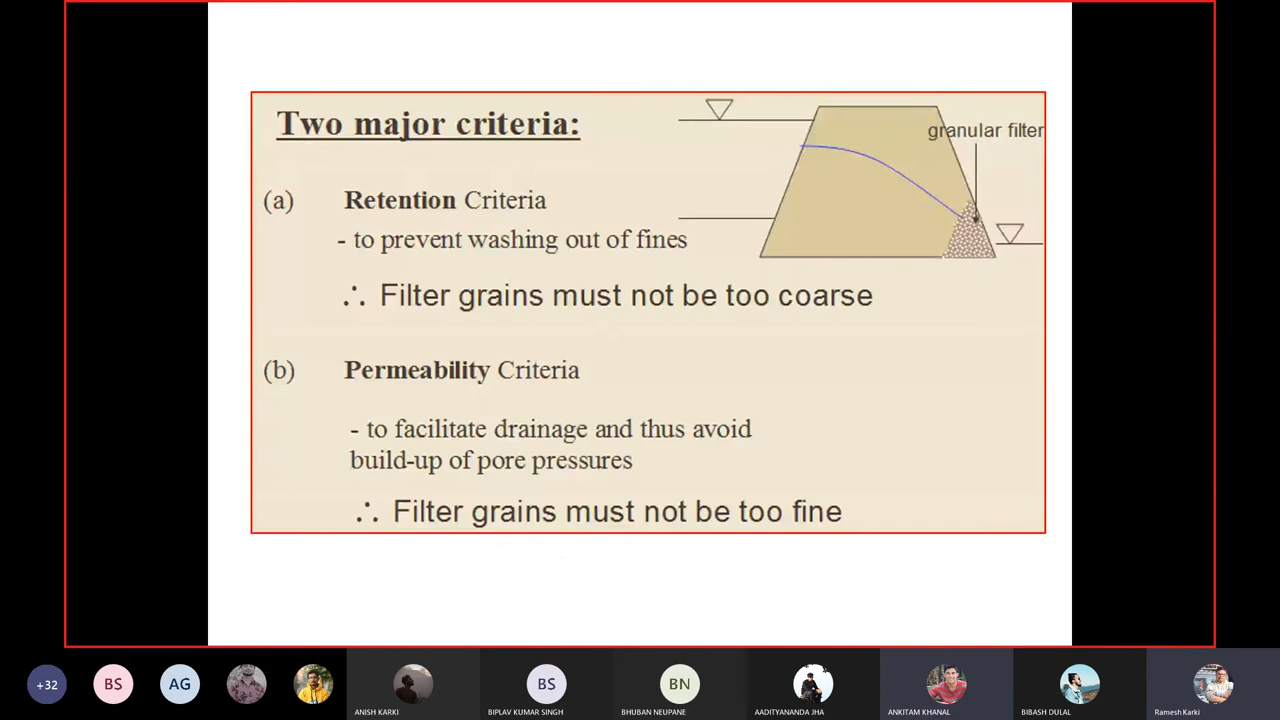 Two major criteria:
granular filter
(a) Retention Criteria
- to prevent washing out of fines
∴ Filter grains must not be too coarse
(b) Permeability Criteria
- to facilitate drainage and thus avoid
build-up of pore pressures
∴ Filter grains must not be too fine
+32
BS
AG
ANISH KARKI
BS
BIPLAV KUMAR SINGH
BN
BHUBAN NEUPANE
AADITYANANDA JHA
ANKITAM KHANAL
BIBASH DULAL
Ramesh Karki